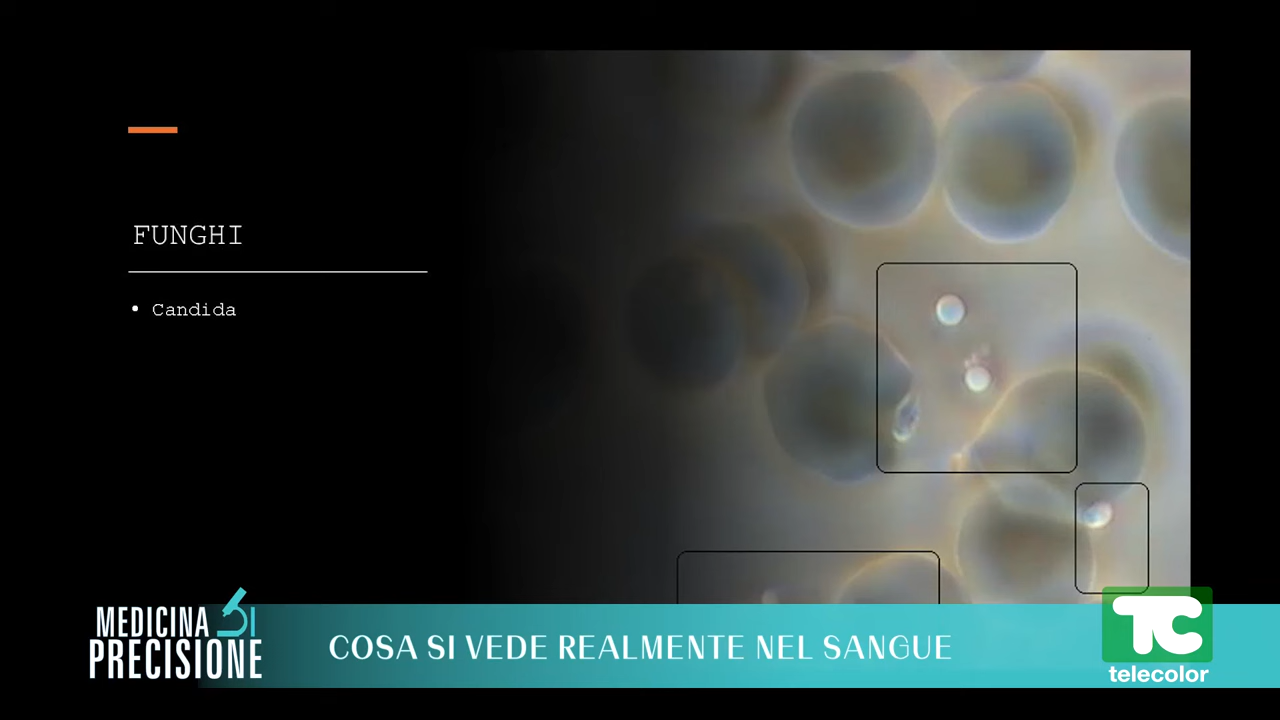 FUNGHI
• Candida
MEDICINA DI
PRECISIONE
COSA SI VEDE REALMENTE NEL SANGUE
TC
telecolor